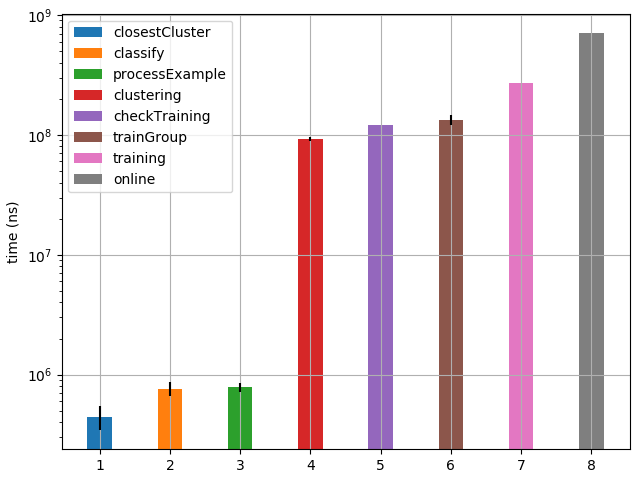 10⁹
10⁸
10⁷
10⁶
time (ns)
closestCluster
classify
processExample
clustering
checkTraining
trainGroup
training
online
1 2 3 4 5 6 7 8